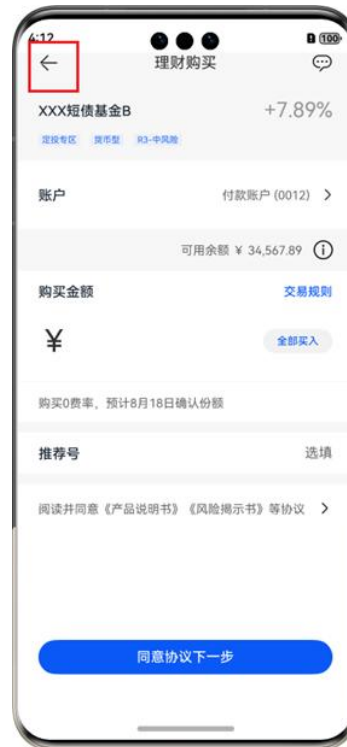 4:12 100
理财购买
XXX短债基金B +7.89%
定投专区 货币型 R3-中风险
账户 付款账户 (0012)
可用余额 ¥ 34,567.89
购买金额 交易规则
¥ 全部买入
购买0费率，预计8月18日确认份额
推荐号 选填
阅读并同意《产品说明书》《风险揭示书》等协议
同意协议下一步